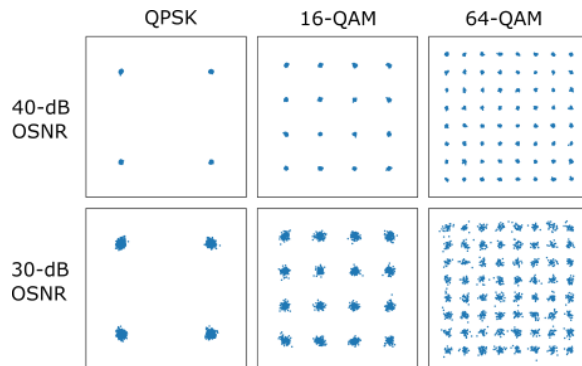 QPSK
16-QAM
64-QAM
40-dB
OSNR
30-dB
OSNR